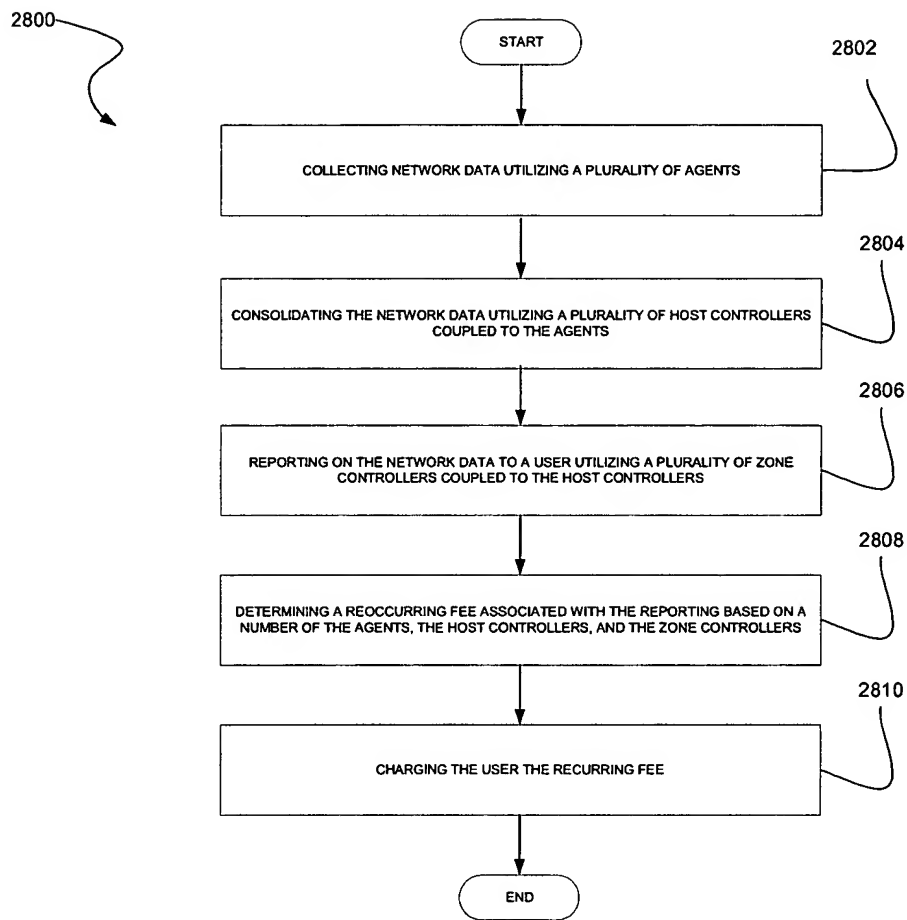 2800
START
2802
COLLECTING NETWORK DATA UTILIZING A PLURALITY OF AGENTS
2804
CONSOLIDATING THE NETWORK DATA UTILIZING A PLURALITY OF HOST CONTROLLERS
COUPLED TO THE AGENTS
2806
REPORTING ON THE NETWORK DATA TO A USER UTILIZING A PLURALITY OF ZONE
CONTROLLERS COUPLED TO THE HOST CONTROLLERS
2808
DETERMINING A REOCCURRING FEE ASSOCIATED WITH THE REPORTING BASED ON A
NUMBER OF THE AGENTS, THE HOST CONTROLLERS, AND THE ZONE CONTROLLERS
2810
CHARGING THE USER THE RECURRING FEE
END